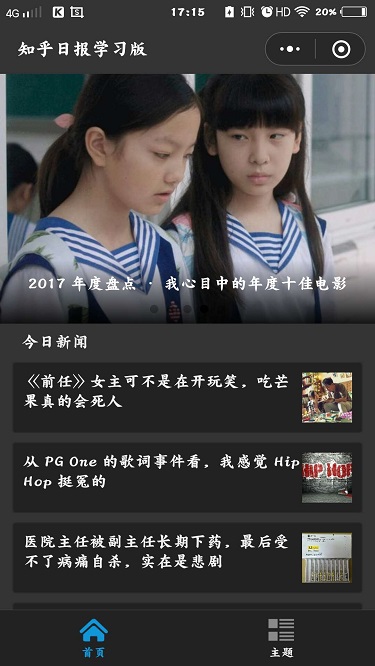 4G 17:15 HD 20%
知乎日报学习版
2017 年度盘点 · 我心目中的年度十佳电影
今日新闻
《前任》女主可不是在开玩笑，吃芒
果真的会死人
从 PG One 的歌词事件看，我感觉 Hip
Hop 挺冤的
HIP HOP
医院主任被副主任长期下药，最后受
不了病痛自杀，实在是悲剧
首页
主题